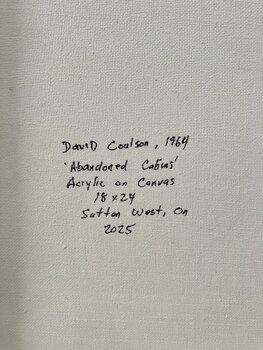 DaviD Coulson, 1964
'Abandoned Cabins'
Acrylic on Canvas
18 x 24
Sutton West, On
2025